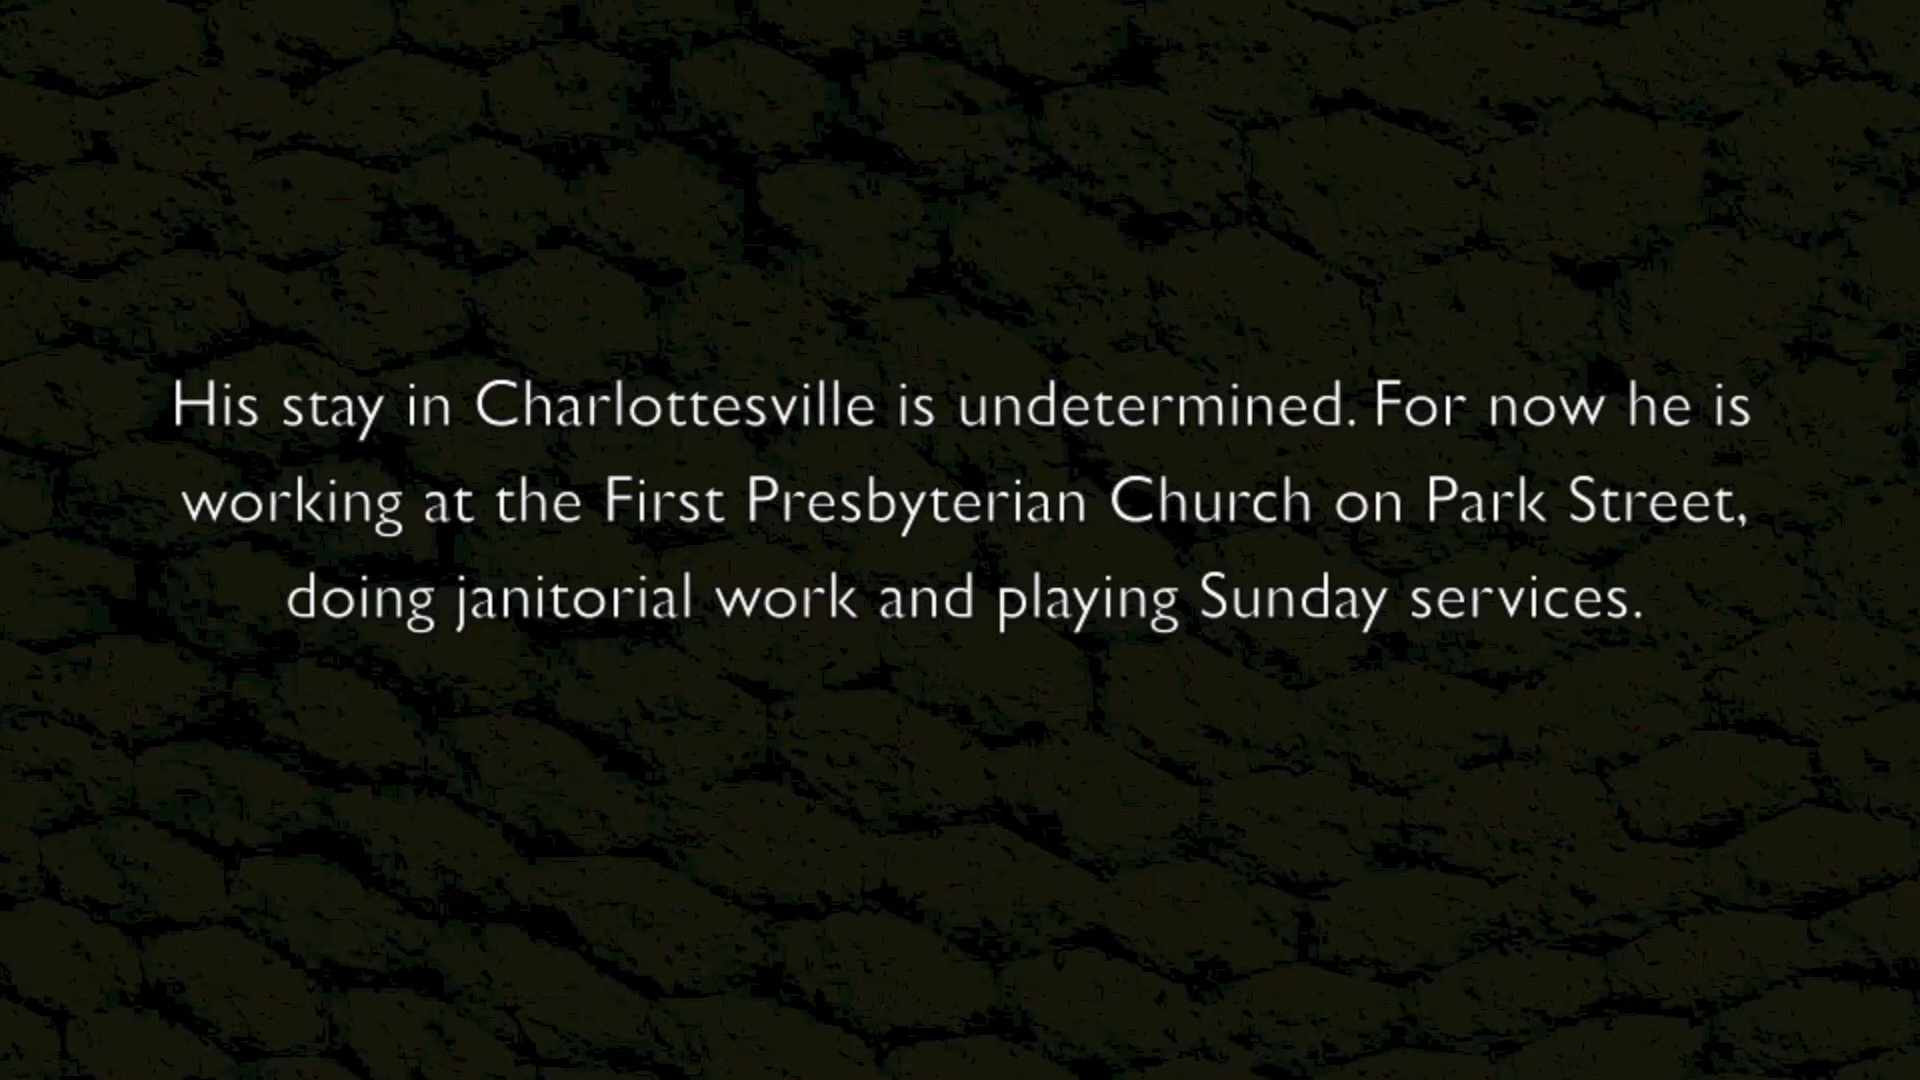 His stay in Charlottesville is undetermined. For now he is
working at the First Presbyterian Church on Park Street,
doing janitorial work and playing Sunday services.